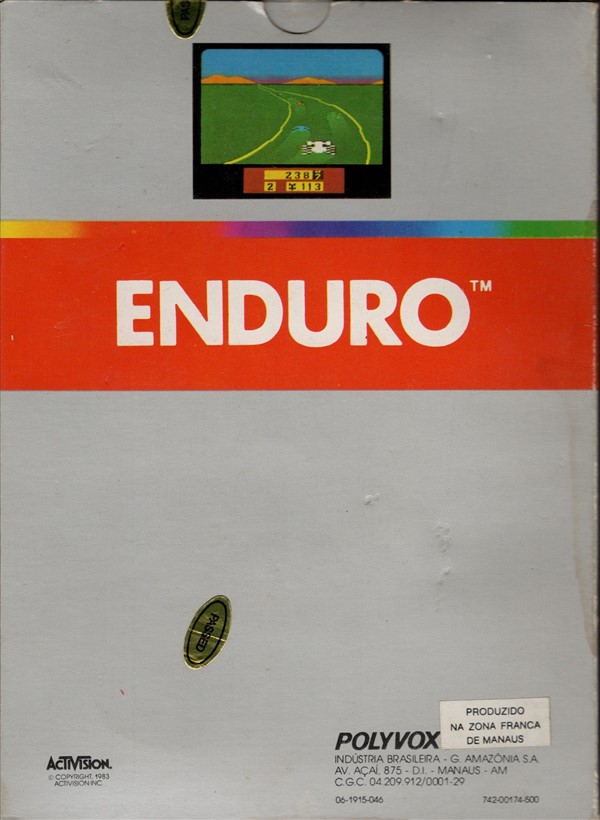 PAS
238
2 113
ENDURO™
PASSED
PRODUZIDO
NA ZONA FRANCA
DE MANAUS
POLYVOX
INDÚSTRIA BRASILEIRA - G. AMAZÔNIA S.A.
AV. AÇAÍ, 875 - D.I. - MANAUS - AM
C.G.C. 04.209.912/0001-29
ACTIVISION.
© COPYRIGHT, 1983
ACTIVISION INC
06-1915-046 742-00174-500